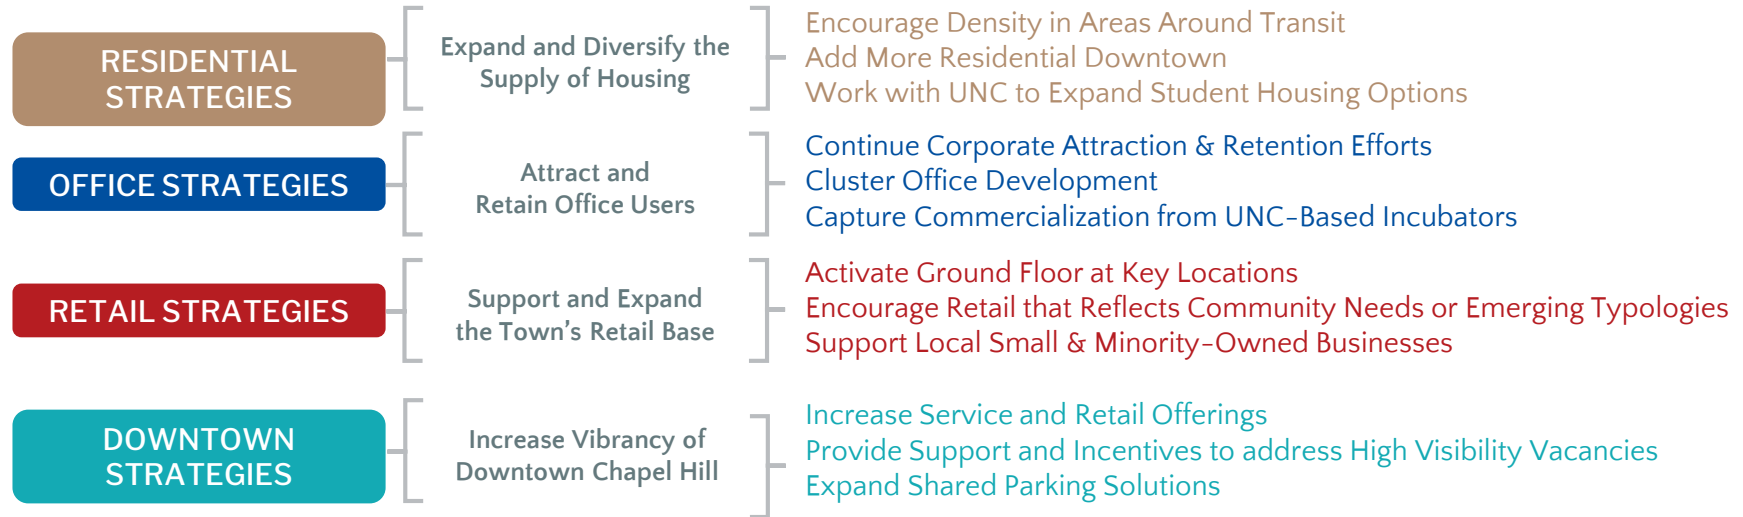 RESIDENTIAL
STRATEGIES
Expand and Diversify the
Supply of Housing
Encourage Density in Areas Around Transit
Add More Residential Downtown
Work with UNC to Expand Student Housing Options
OFFICE STRATEGIES
Attract and
Retain Office Users
Continue Corporate Attraction & Retention Efforts
Cluster Office Development
Capture Commercialization from UNC-Based Incubators
RETAIL STRATEGIES
Support and Expand
the Town's Retail Base
Activate Ground Floor at Key Locations
Encourage Retail that Reflects Community Needs or Emerging Typologies
Support Local Small & Minority-Owned Businesses
DOWNTOWN
STRATEGIES
Increase Vibrancy of
Downtown Chapel Hill
Increase Service and Retail Offerings
Provide Support and Incentives to address High Visibility Vacancies
Expand Shared Parking Solutions